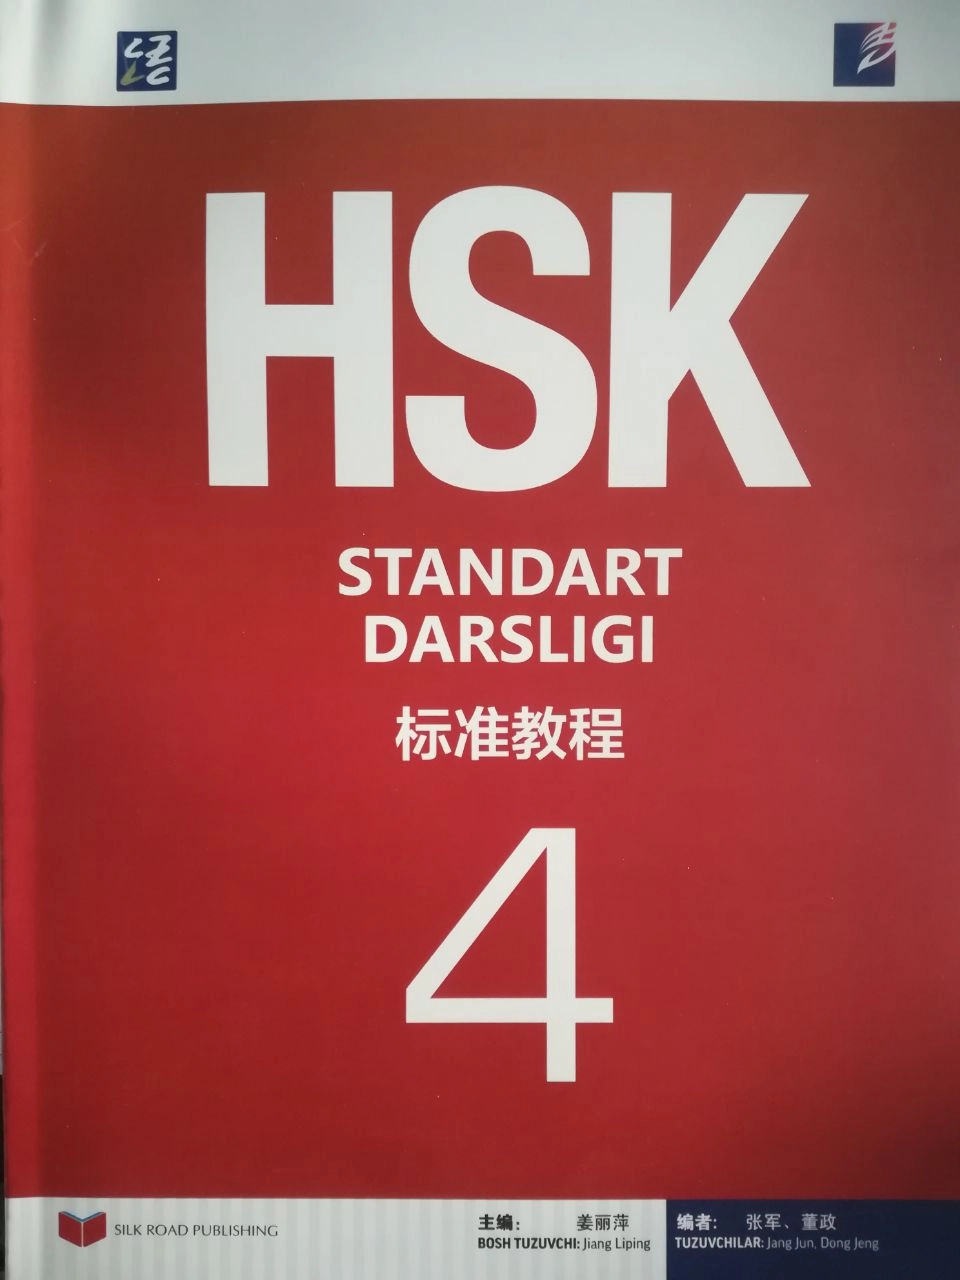 HSK
STANDART
DARSLIGI
标准教程
4
SILK ROAD PUBLISHING
主编： 姜丽萍
BOSH TUZUVCHI: Jiang Liping
编者： 张军、董政
TUZUVCHILAR: Jang Jun, Dong Jeng